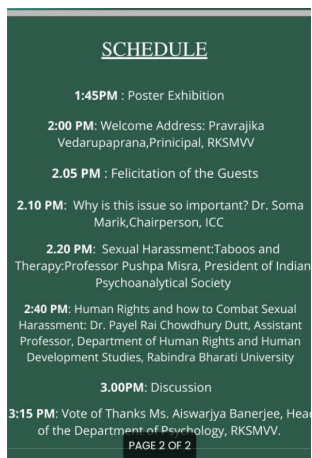 SCHEDULE
1:45PM : Poster Exhibition
2:00 PM: Welcome Address: Pravrajika
Vedarupaprana,Prinicipal, RKSMVV
2.05 PM : Felicitation of the Guests
2.10 PM: Why is this issue so important? Dr. Soma
Marik,Chairperson, ICC
2.20 PM: Sexual Harassment:Taboos and
Therapy:Professor Pushpa Misra, President of Indian
Psychoanalytical Society
2:40 PM: Human Rights and how to Combat Sexual
Harassment: Dr. Payel Rai Chowdhury Dutt, Assistant
Professor, Department of Human Rights and Human
Development Studies, Rabindra Bharati University
3.00PM: Discussion
3:15 PM: Vote of Thanks Ms. Aiswarjya Banerjee, Head
of the Department of Psychology, RKSMVV.
PAGE 2 OF 2